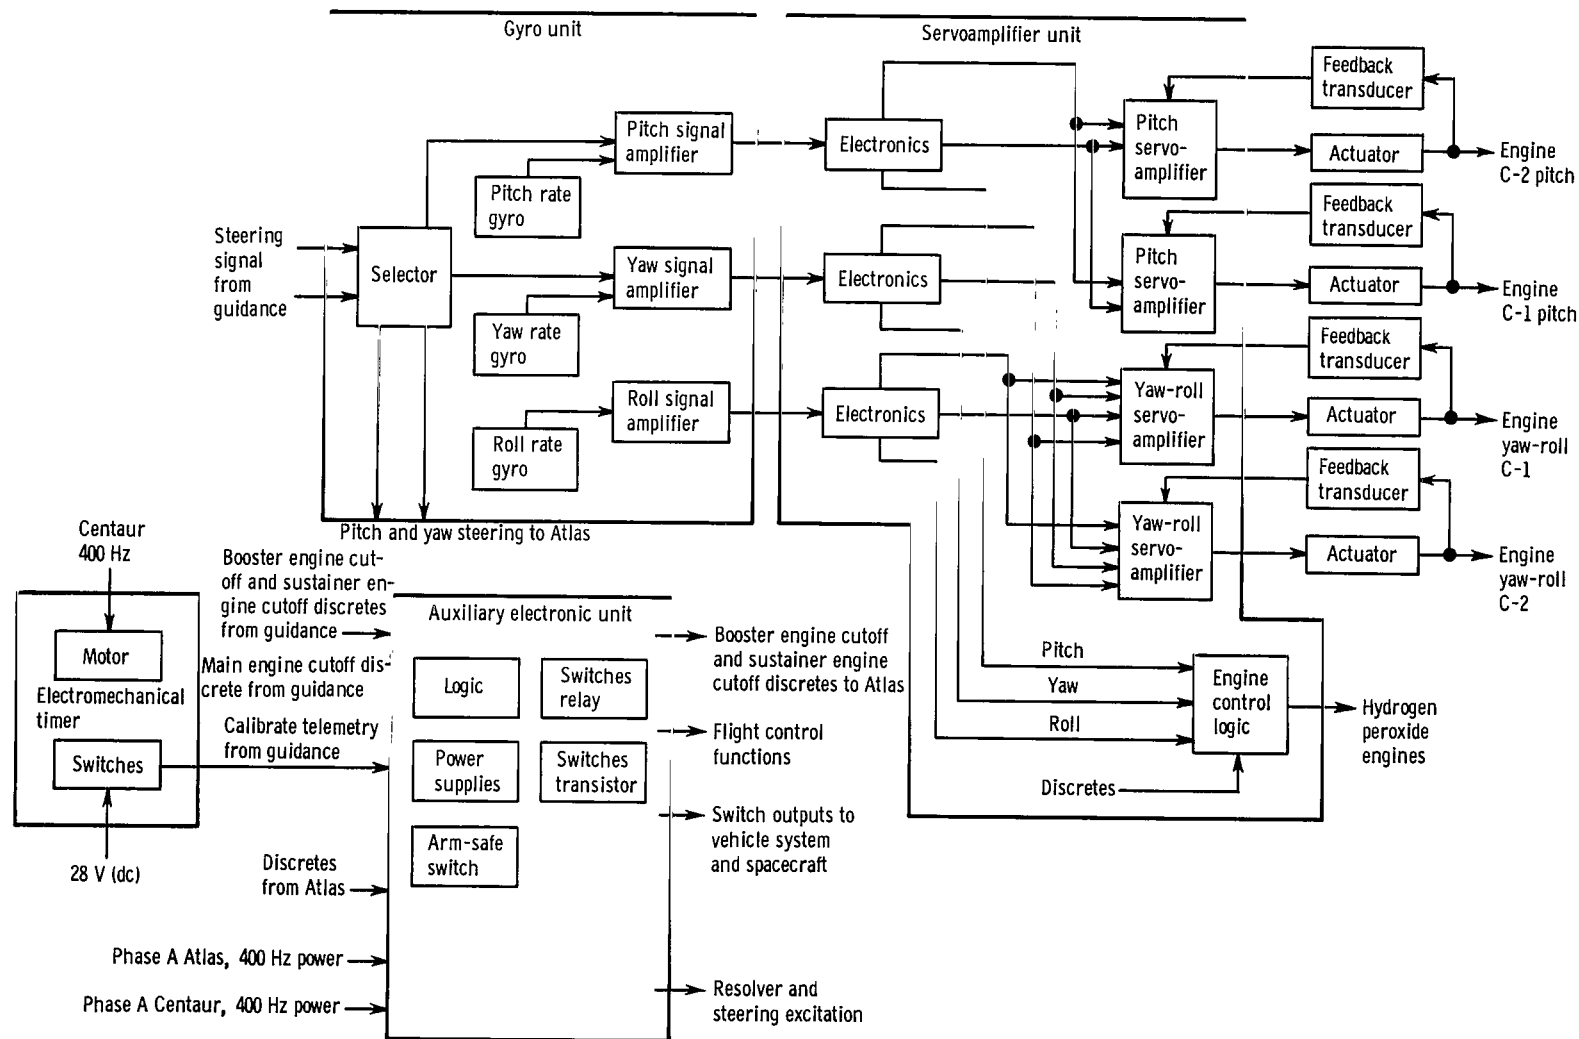 Gyro unit
Servoamplifier unit
Pitch signal
amplifier
Pitch rate
gyro
Electronics
Pitch
servo-
amplifier
Feedback
transducer
Actuator
Engine
C-2 pitch
Steering
signal
from
guidance
Selector
Yaw signal
amplifier
Yaw rate
gyro
Electronics
Pitch
servo-
amplifier
Feedback
transducer
Actuator
Engine
C-1 pitch
Roll signal
amplifier
Roll rate
gyro
Electronics
Yaw-roll
servo-
amplifier
Feedback
transducer
Actuator
Engine
yaw-roll
C-1
Yaw-roll
servo-
amplifier
Feedback
transducer
Actuator
Engine
yaw-roll
C-2
Pitch and yaw steering to Atlas
Centaur
400 Hz
Motor
Electromechanical
timer
Switches
28 V (dc)
Booster engine cut-
off and sustainer en-
gine cutoff discretes
from guidance
Main engine cutoff dis-
crete from guidance
Calibrate telemetry
from guidance
Discretes
from Atlas
Phase A Atlas, 400 Hz power
Phase A Centaur, 400 Hz power
Auxiliary electronic unit
Logic
Switches
relay
Power
supplies
Switches
transistor
Arm-safe
switch
Booster engine cutoff
and sustainer engine
cutoff discretes to Atlas
Flight control
functions
Switch outputs to
vehicle system
and spacecraft
Resolver and
steering excitation
Pitch
Yaw
Roll
Discretes
Engine
control
logic
Hydrogen
peroxide
engines